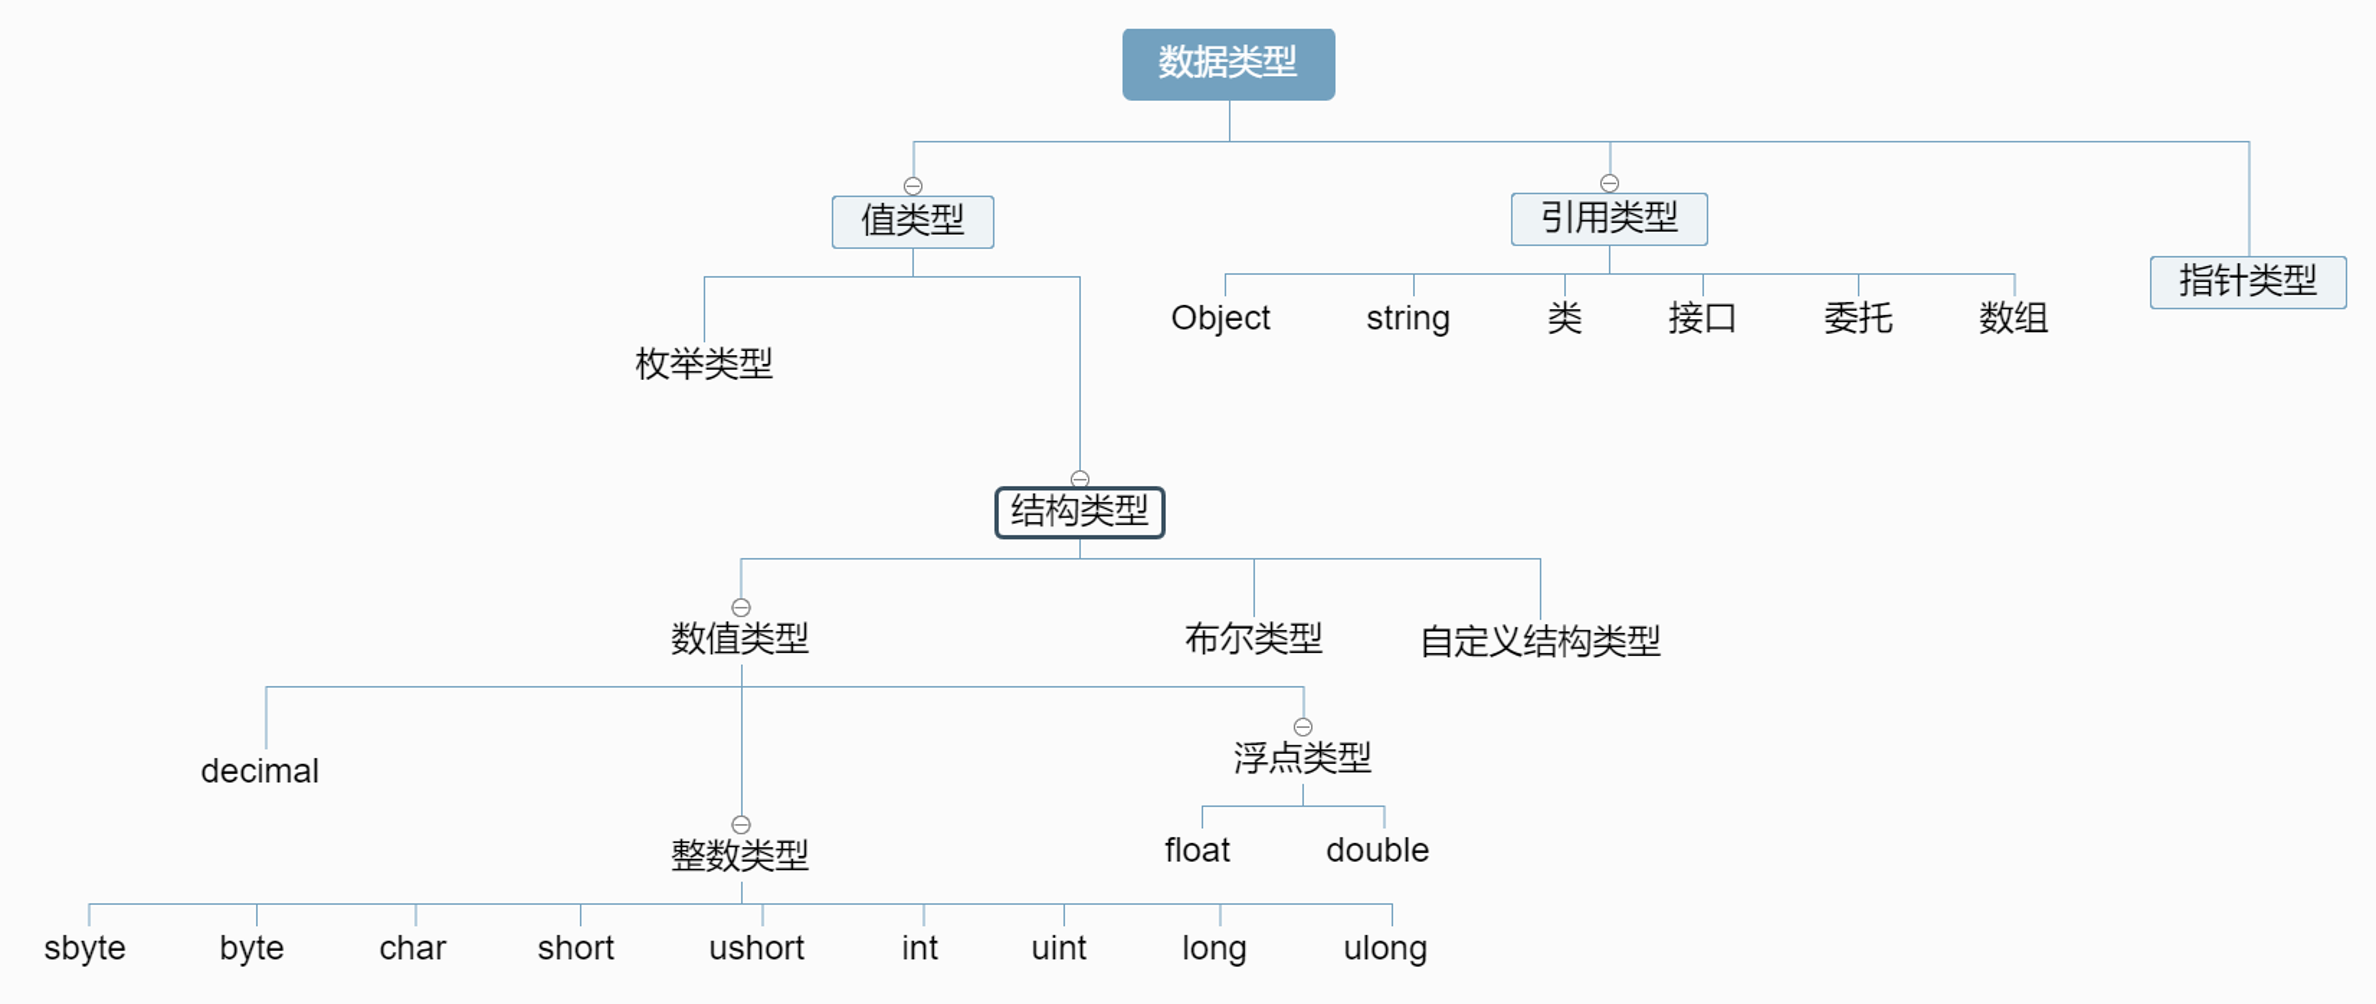 数据类型
值类型
引用类型
指针类型
Object
string
类
接口
委托
数组
枚举类型
结构类型
数值类型
布尔类型
自定义结构类型
decimal
浮点类型
float
double
整数类型
sbyte
byte
char
short
ushort
int
uint
long
ulong